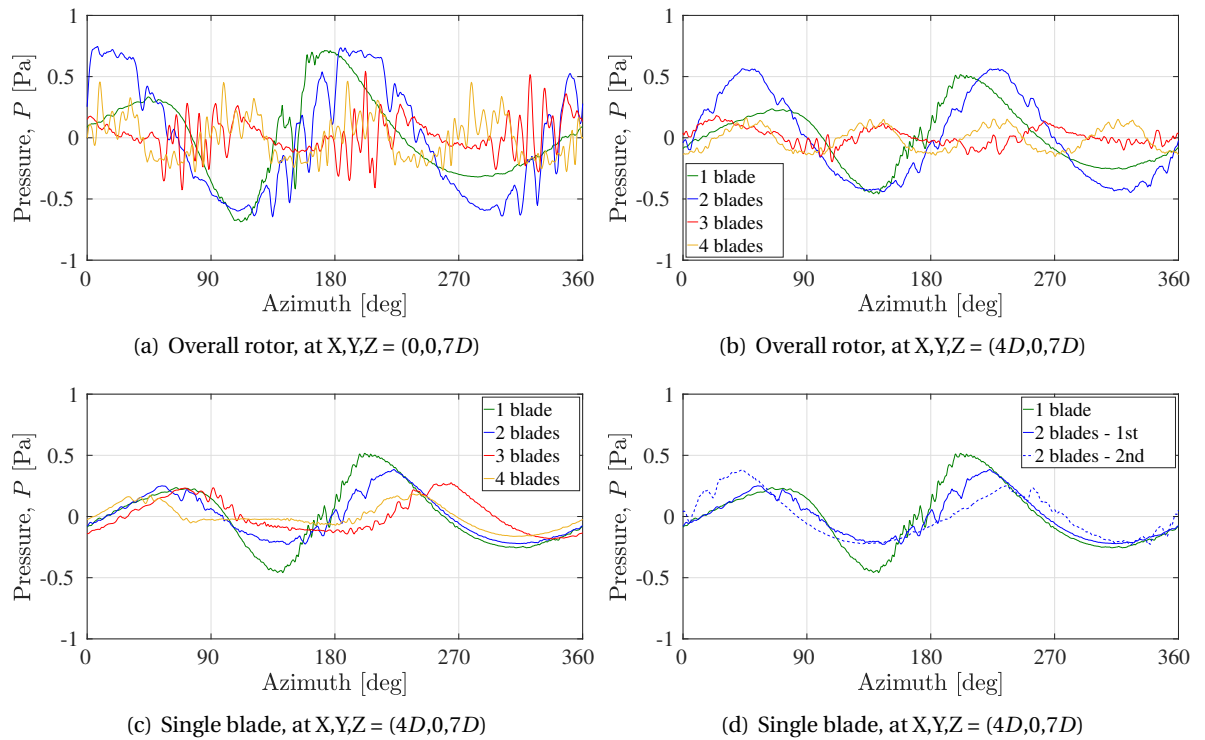 1
0.5
0
-0.5
-1
Pressure, P [Pa]
0 90 180 270 360
Azimuth [deg]
(a) Overall rotor, at X,Y,Z = (0,0,7D)
1
0.5
0
-0.5
-1
Pressure, P [Pa]
1 blade
2 blades
3 blades
4 blades
0 90 180 270 360
Azimuth [deg]
(b) Overall rotor, at X,Y,Z = (4D,0,7D)
1
0.5
0
-0.5
-1
Pressure, P [Pa]
1 blade
2 blades
3 blades
4 blades
0 90 180 270 360
Azimuth [deg]
(c) Single blade, at X,Y,Z = (4D,0,7D)
1
0.5
0
-0.5
-1
Pressure, P [Pa]
1 blade
2 blades - 1st
2 blades - 2nd
0 90 180 270 360
Azimuth [deg]
(d) Single blade, at X,Y,Z = (4D,0,7D)